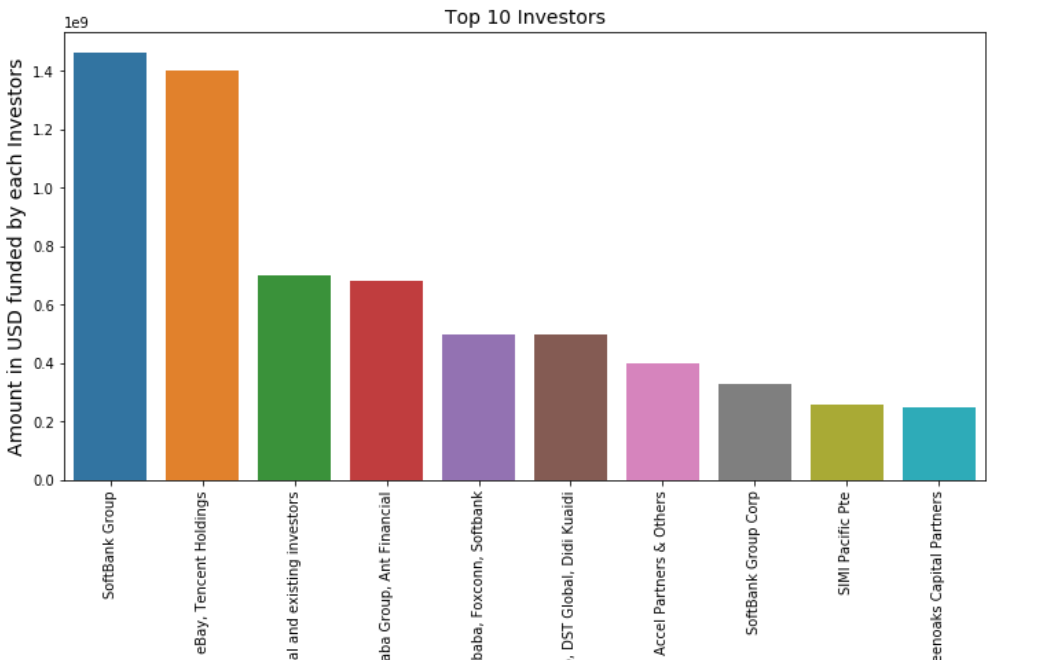 Top 10 Investors
1e9
Amount in USD funded by each Investors
1.4
1.2
1.0
0.8
0.6
0.4
0.2
0.0
SoftBank Group
eBay, Tencent Holdings
al and existing investors
aba Group, Ant Financial
baba, Foxconn, Softbank
, DST Global, Didi Kuaidi
Accel Partners & Others
SoftBank Group Corp
SIMI Pacific Pte
eenoaks Capital Partners